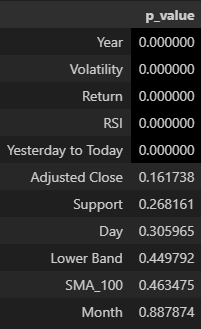 p_value
Year 0.000000
Volatility 0.000000
Return 0.000000
RSI 0.000000
Yesterday to Today 0.000000
Adjusted Close 0.161738
Support 0.268161
Day 0.305965
Lower Band 0.449792
SMA_100 0.463475
Month 0.887874